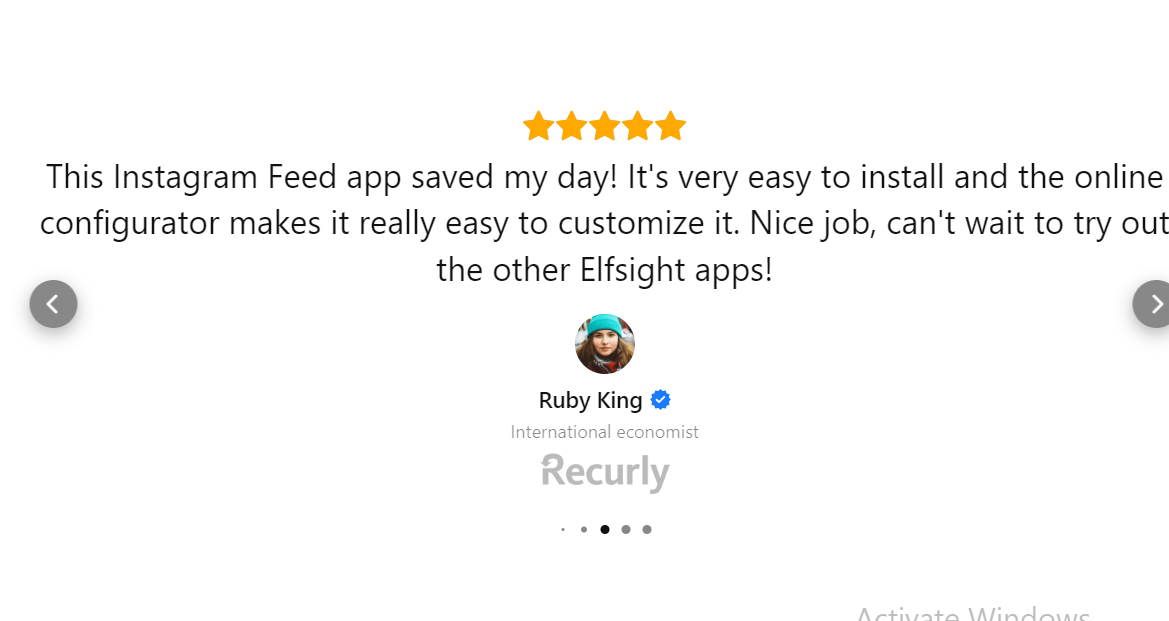 This Instagram Feed app saved my day! It's very easy to install and the online
configurator makes it really easy to customize it. Nice job, can't wait to try out
the other Elfsight apps!
Ruby King
International economist
Recurly
Activate Windows